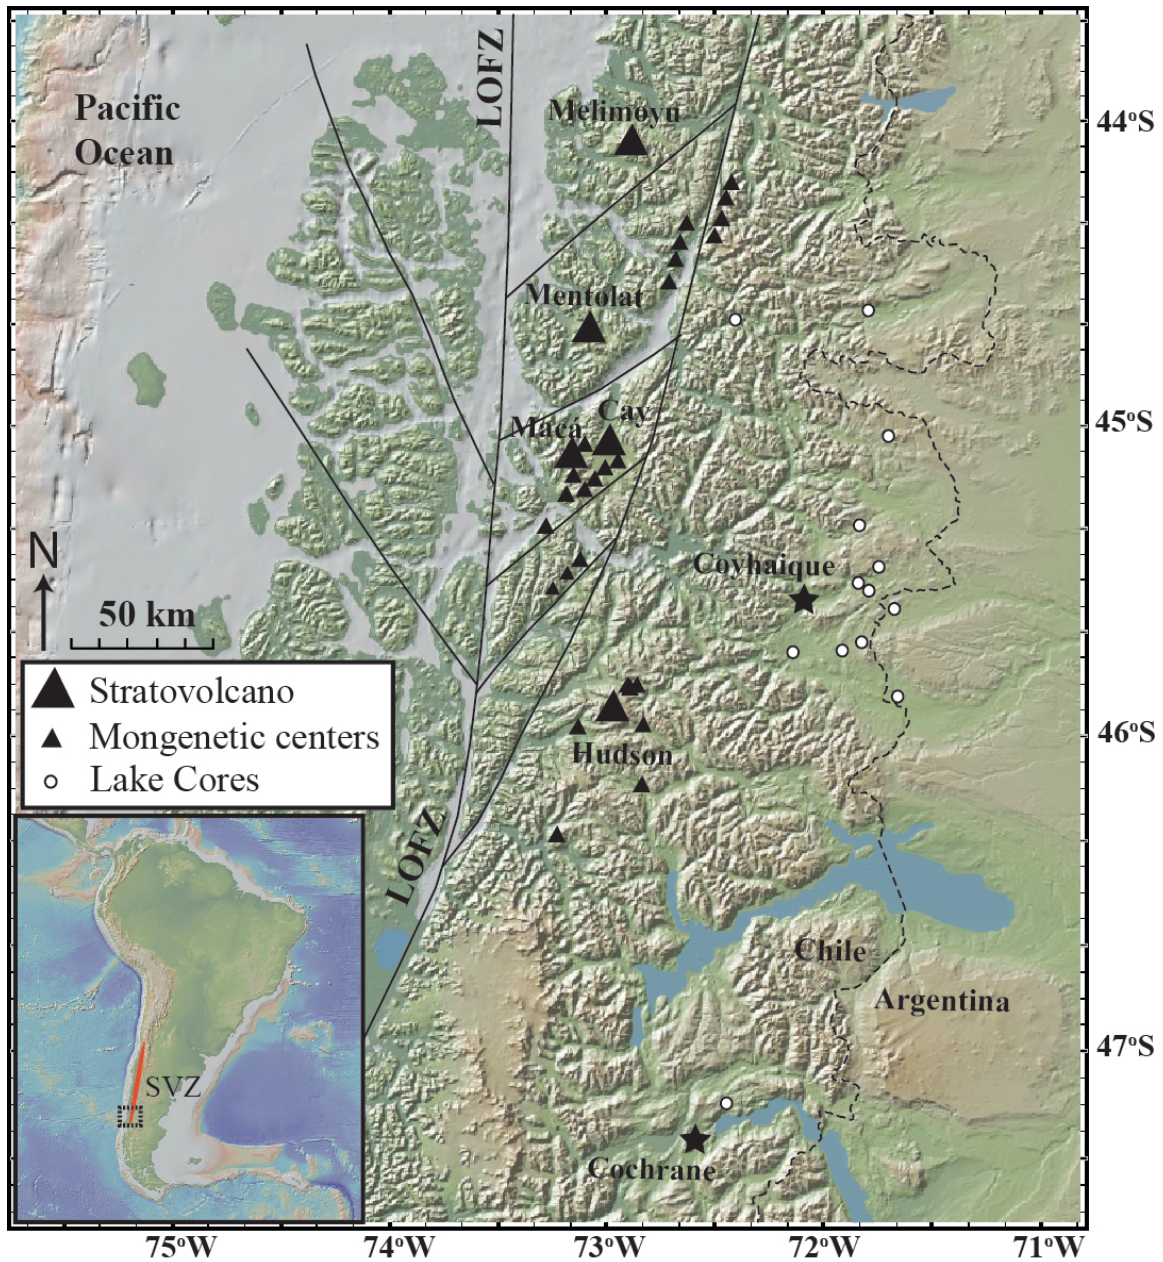 Pacific
Ocean
LOFZ
Melimoyu
44°S
Mentolat
Cay
Maca
45°S
N
50 km
Coyhaique
Stratovolcano
Mongenetic centers
Lake Cores
Hudson
46°S
LOFZ
Chile
Argentina
SVZ
47°S
Cochrane
75°W
74°W
73°W
72°W
71°W